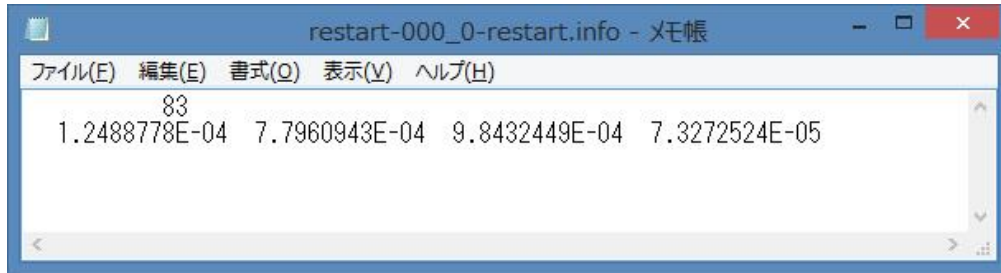 restart-000_0-restart.info - メモ帳
ファイル(F) 編集(E) 書式(O) 表示(V) ヘルプ(H)
83
1.2488778E-04 7.7960943E-04 9.8432449E-04 7.3272524E-05